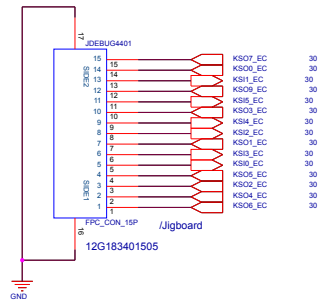 17
JDEBUG4401
15 15 KSO7_EC 30
14 14 KSO0_EC 30
13 13 KSI1_EC 30
12 12 KSO9_EC 30
11 11 KSI5_EC 30
10 10 KSO3_EC 30
9 9 KSI4_EC 30
8 8 KSI2_EC 30
7 7 KSO1_EC 30
6 6 KSI3_EC 30
5 5 KSI0_EC 30
4 4 KSO5_EC 30
3 3 KSO2_EC 30
2 2 KSO4_EC 30
1 1 KSO6_EC 30
SIDE2
SIDE1
FPC_CON_15P
16
/Jigboard
12G183401505
GND